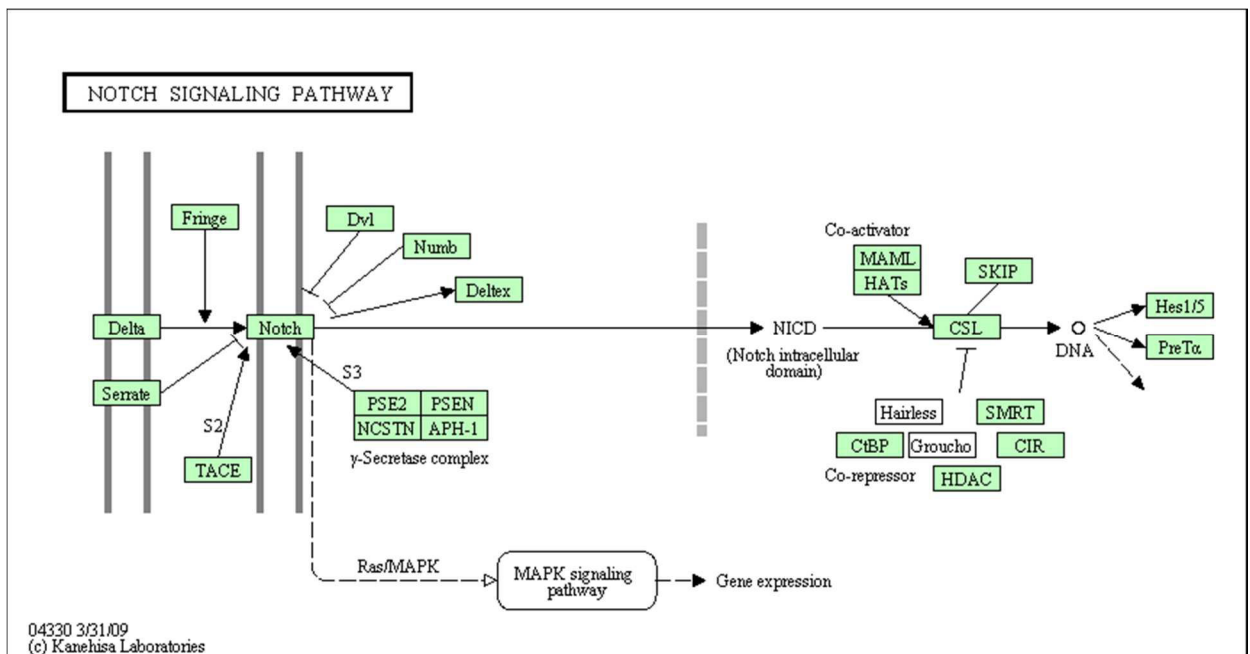 NOTCH SIGNALING PATHWAY
Fringe
Dvl
Numb
Deltex
Delta
Notch
Serrate
S2
TACE
S3
PSE2 PSEN
NCSTN APH-1
γ-Secretase complex
NICD
(Notch intracellular
domain)
Co-activator
MAML
HATs
SKIP
CSL
DNA
Hes1/5
PreTα
Hairless
SMRT
CtBP
Groucho
CIR
Co-repressor
HDAC
Ras/MAPK
MAPK signaling
pathway
Gene expression
04330 3/31/09
(c) Kanehisa Laboratories